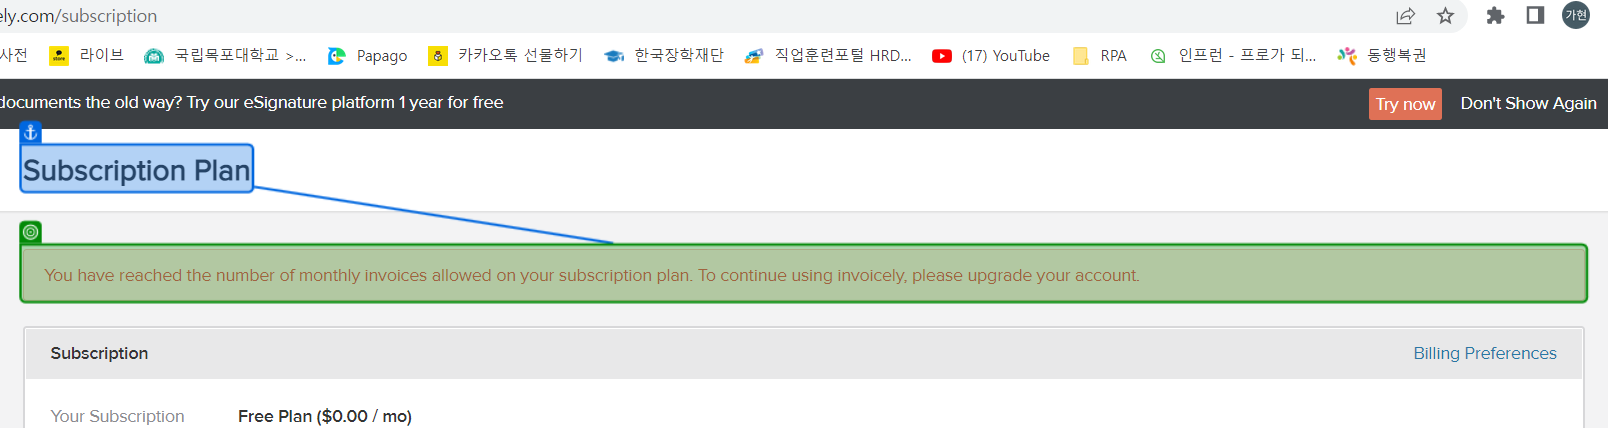 ely.com/subscription
가현
사전 store 라이브 국립목포대학교 >... Papago 카카오톡 선물하기 한국장학재단 직업훈련포털 HRD... (17) YouTube RPA 인프런 - 프로가 되... 동행복권
documents the old way? Try our eSignature platform 1 year for free Try now Don't Show Again
Subscription Plan
You have reached the number of monthly invoices allowed on your subscription plan. To continue using invoicely, please upgrade your account.
Subscription Billing Preferences
Your Subscription Free Plan ($0.00 / mo)